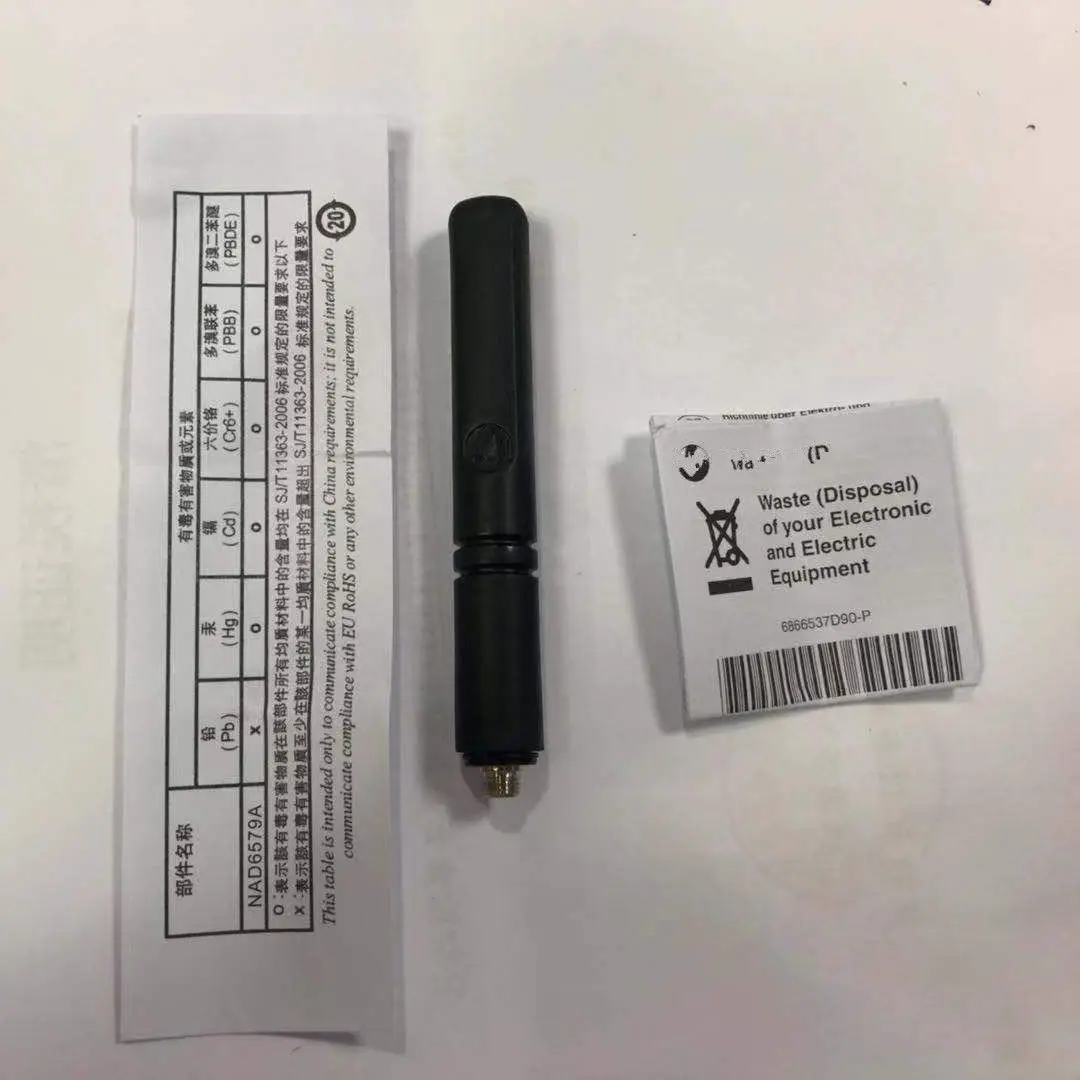 部件名称
有毒有害物质或元素
铅 汞 镉 六价铬 多溴联苯 多溴二苯醚
(Pb) (Hg) (Cd) (Cr6+) (PBB) (PBDE)
NAD6579A x o o o o o
o:表示該有毒有害物质在該部件所有均质材料中的含量均在 SJ/T11363-2006 标准规定的限量要求以下
x:表示該有毒有害物质至少在該部件的某一均质材料中的含量超出 SJ/T11363-2006 标准规定的限量要求
20
This table is intended only to communicate compliance with China requirements; it is not intended to
communicate compliance with EU RoHS or any other environmental requirements.
Waste (Disposal)
of your Electronic
and Electric
Equipment
6866537D90-P